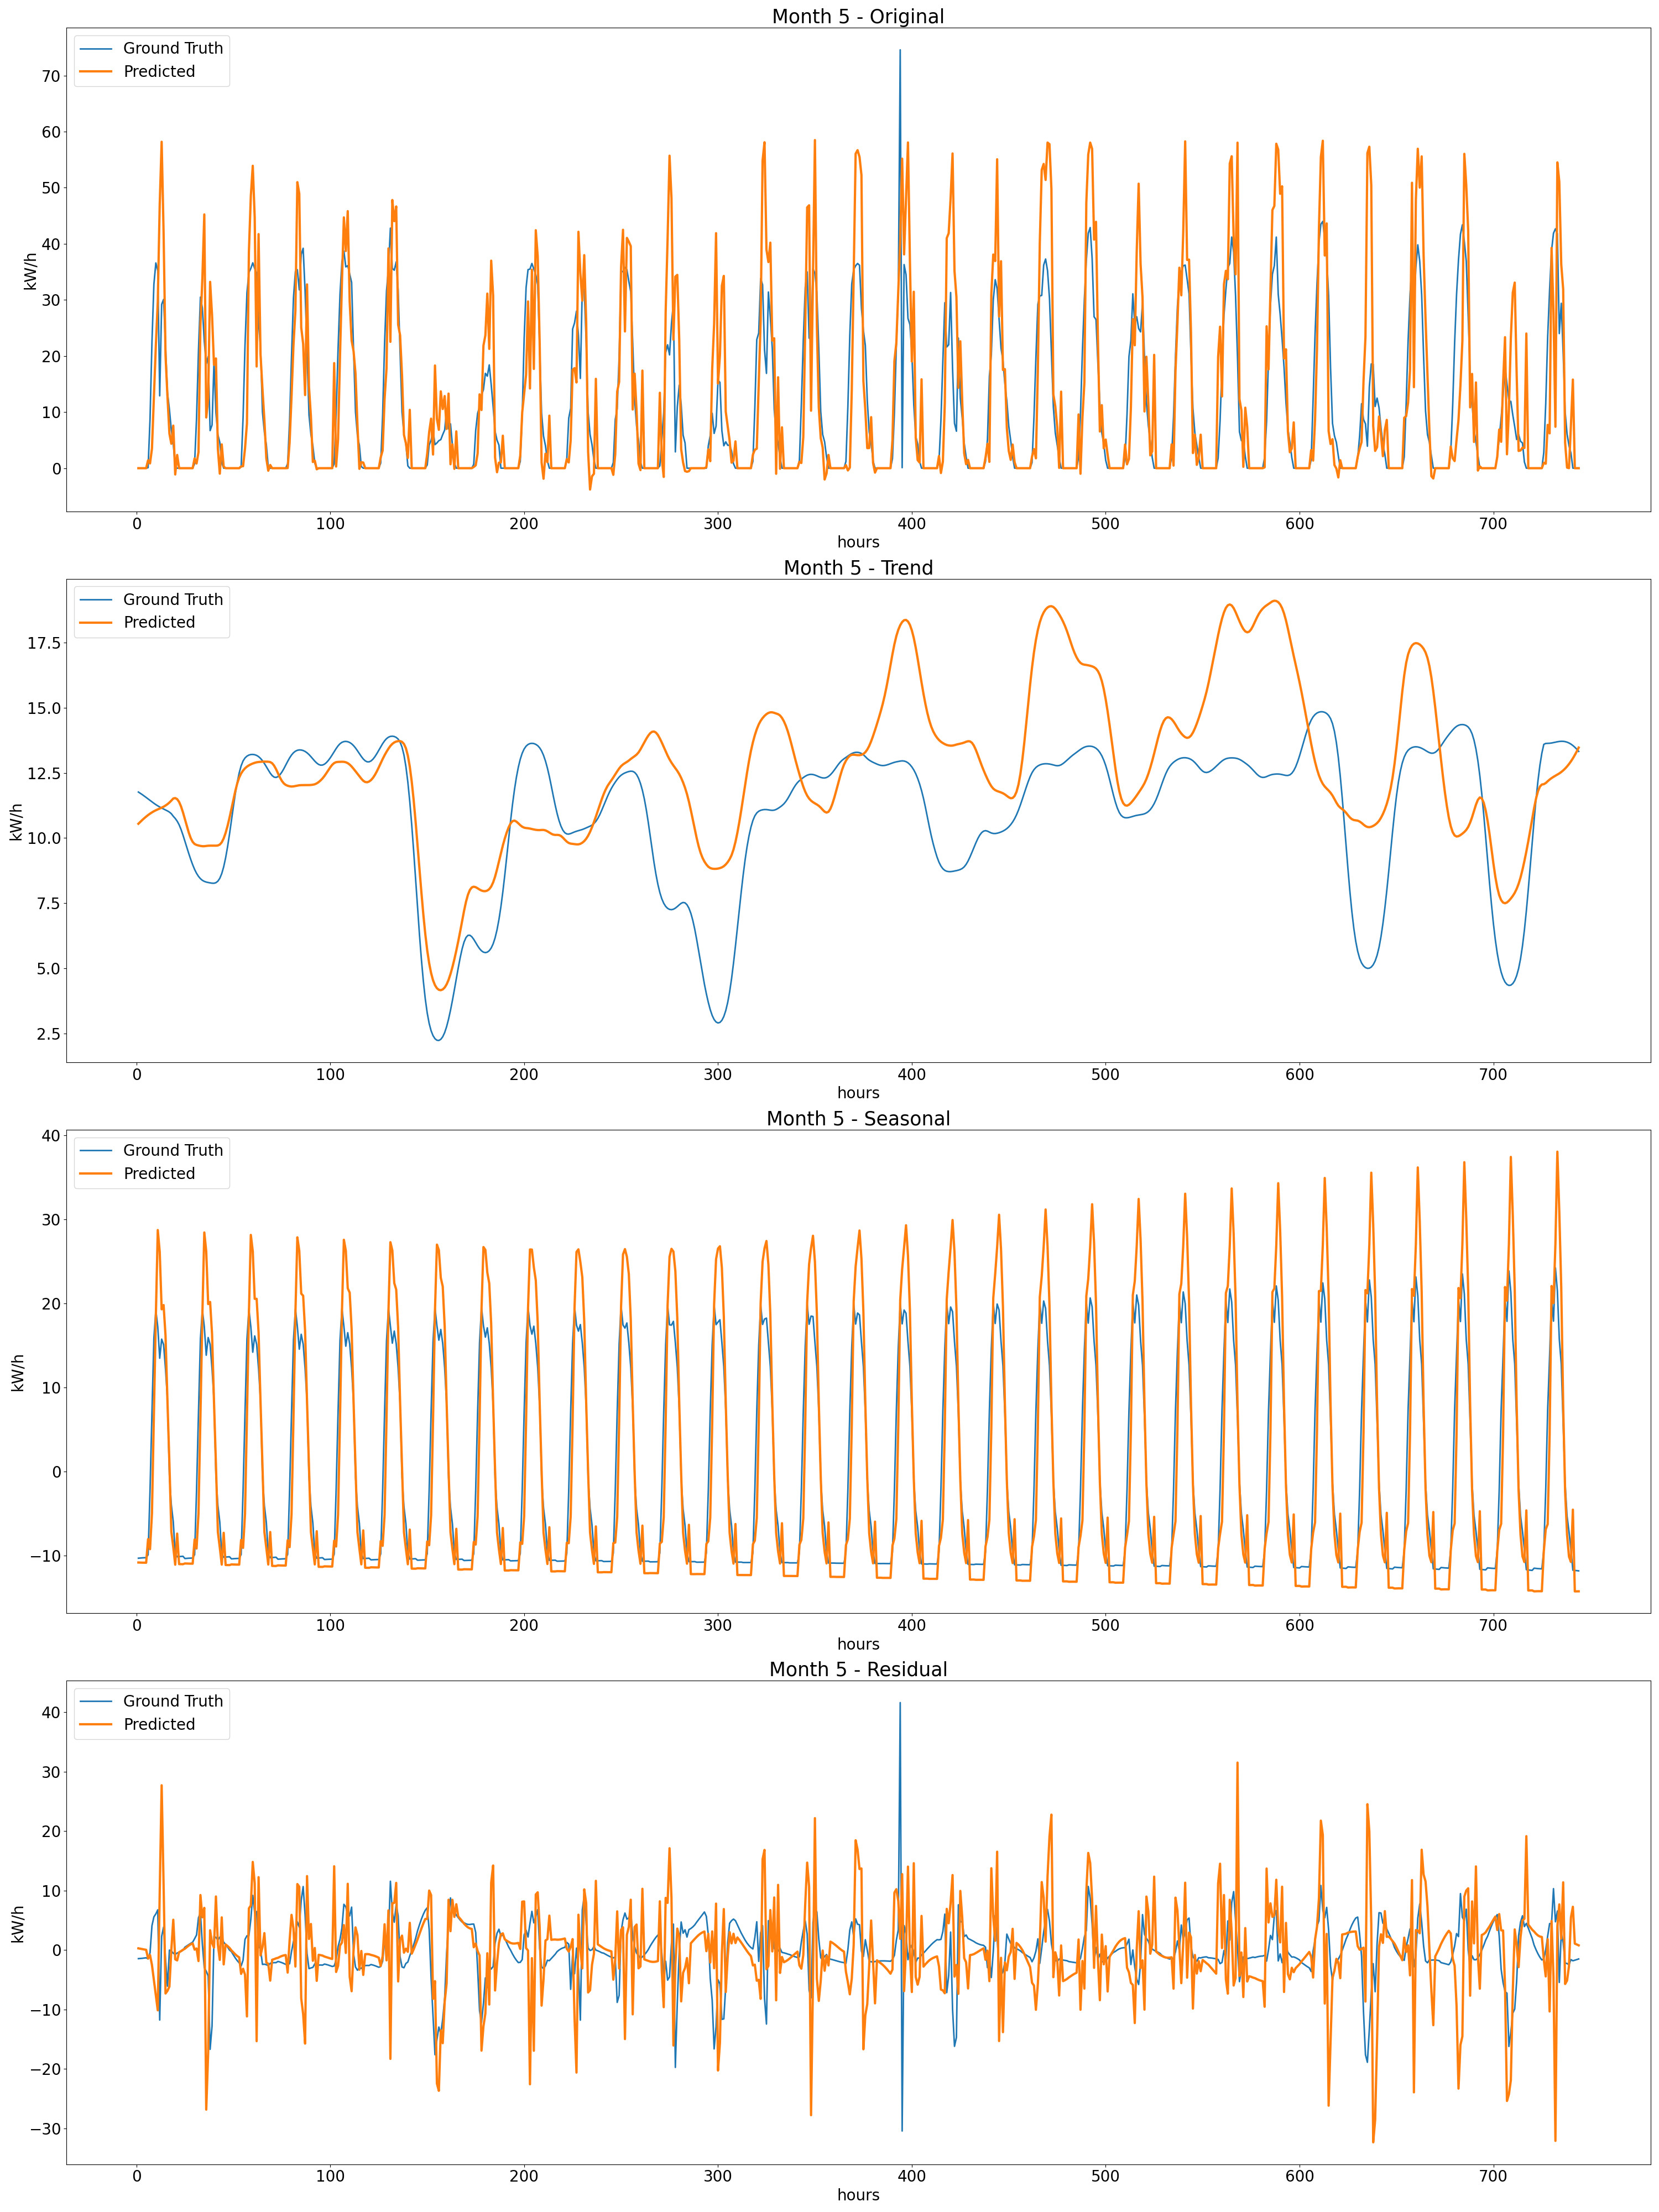 Month 5 - Original
Ground Truth
Predicted
kW/h
70
60
50
40
30
20
10
0
0 100 200 300 400 500 600 700
hours
Month 5 - Trend
Ground Truth
Predicted
kW/h
17.5
15.0
12.5
10.0
7.5
5.0
2.5
0 100 200 300 400 500 600 700
hours
Month 5 - Seasonal
Ground Truth
Predicted
kW/h
40
30
20
10
0
−10
0 100 200 300 400 500 600 700
hours
Month 5 - Residual
Ground Truth
Predicted
kW/h
40
30
20
10
0
−10
−20
−30
0 100 200 300 400 500 600 700
hours